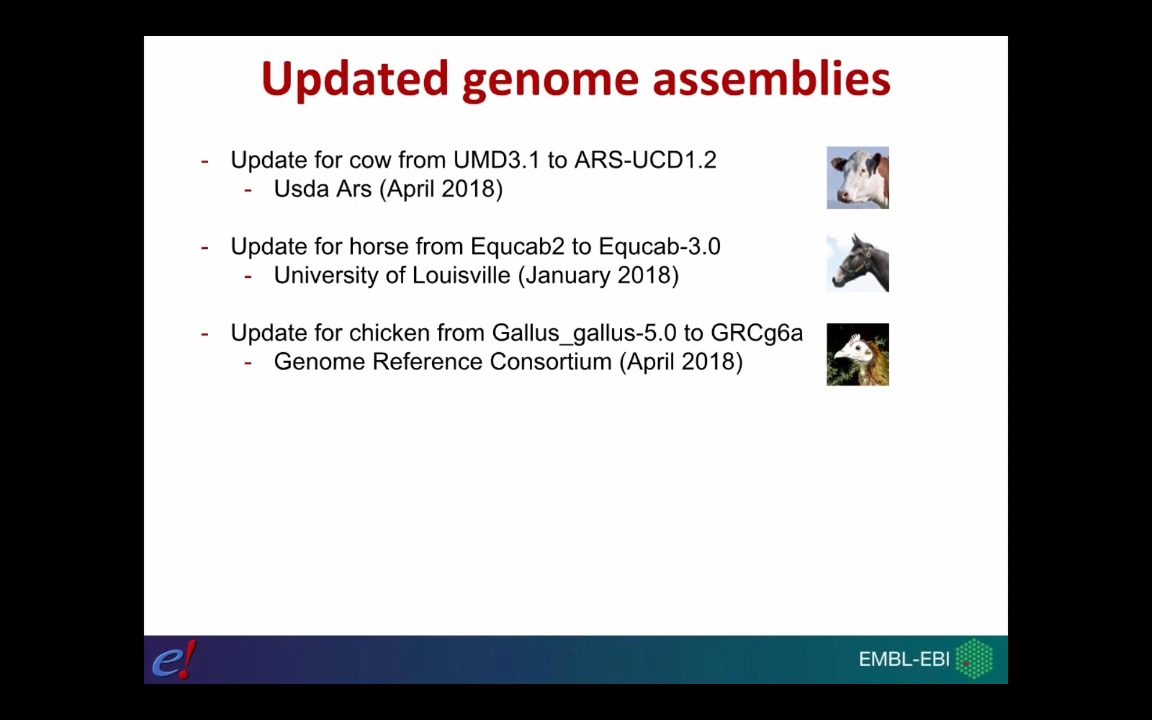 Updated genome assemblies
- Update for cow from UMD3.1 to ARS-UCD1.2
- Usda Ars (April 2018)
- Update for horse from Equcab2 to Equcab-3.0
- University of Louisville (January 2018)
- Update for chicken from Gallus_gallus-5.0 to GRCg6a
- Genome Reference Consortium (April 2018)
e!
EMBL-EBI